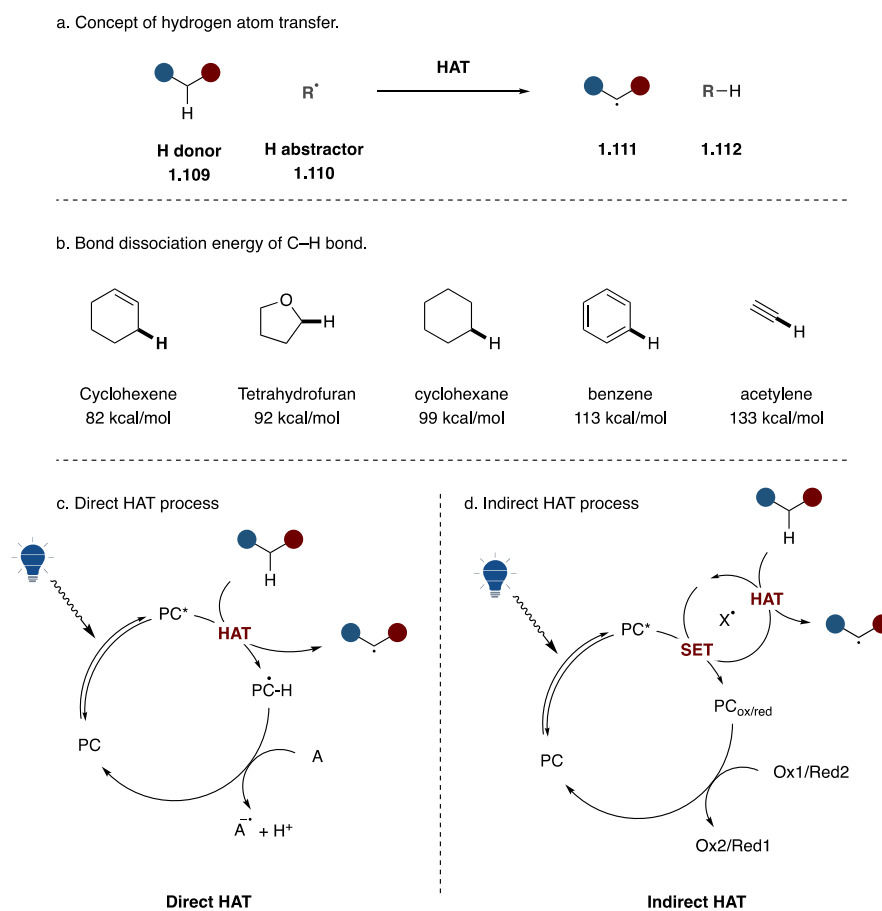 a. Concept of hydrogen atom transfer.
HAT
H
R•
•
R–H
H donor
H abstractor
1.111
1.112
1.109
1.110
b. Bond dissociation energy of C–H bond.
H
O
H
H
H
H
Cyclohexene
Tetrahydrofuran
cyclohexane
benzene
acetylene
82 kcal/mol
92 kcal/mol
99 kcal/mol
113 kcal/mol
133 kcal/mol
c. Direct HAT process
H
PC*
HAT
•
PC-H
PC
A
A−• + H+
Direct HAT
d. Indirect HAT process
H
HAT
X•
PC*
SET
•
PCox/red
PC
Ox1/Red2
Ox2/Red1
Indirect HAT